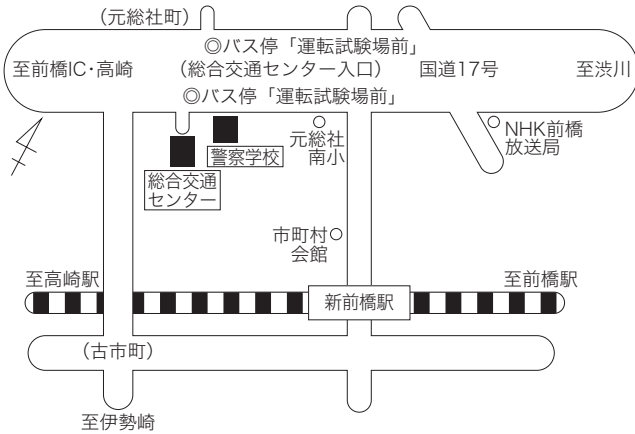 （元総社町）
◎バス停「運転試験場前」
至前橋IC・高崎
（総合交通センター入口）
国道17号
至渋川
◎バス停「運転試験場前」
元総社
南小
NHK前橋
放送局
警察学校
総合交通
センター
市町村
会館
至高崎駅
至前橋駅
新前橋駅
（古市町）
至伊勢崎